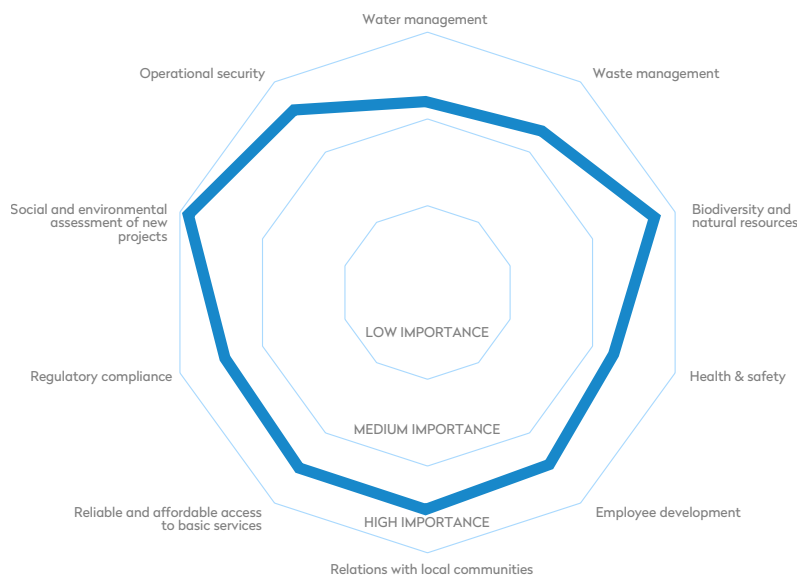 Water management
Operational security
Waste management
Social and environmental
assessment of new
projects
Biodiversity and
natural resources
LOW IMPORTANCE
Regulatory compliance
Health & safety
MEDIUM IMPORTANCE
Reliable and affordable access
to basic services
HIGH IMPORTANCE
Employee development
Relations with local communities